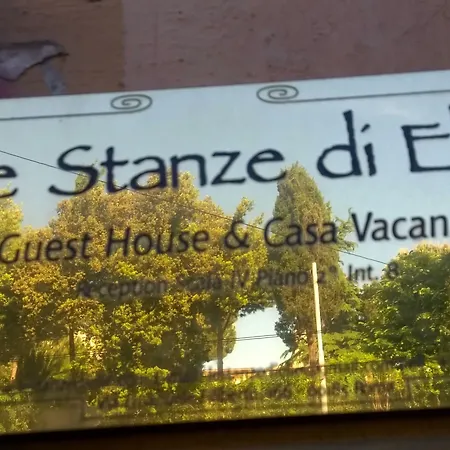 e Stanze di E
Guest House & Casa Vacan
Reception Scala IV Piano 2° Int. 8